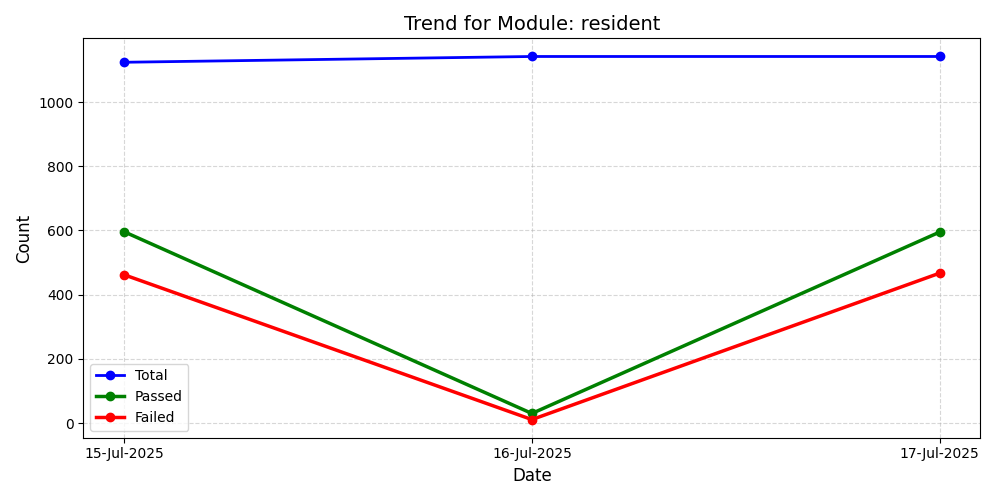 Trend for Module: resident
Count
1000
800
600
400
200
0
Total
Passed
Failed
15-Jul-2025
16-Jul-2025
17-Jul-2025
Date